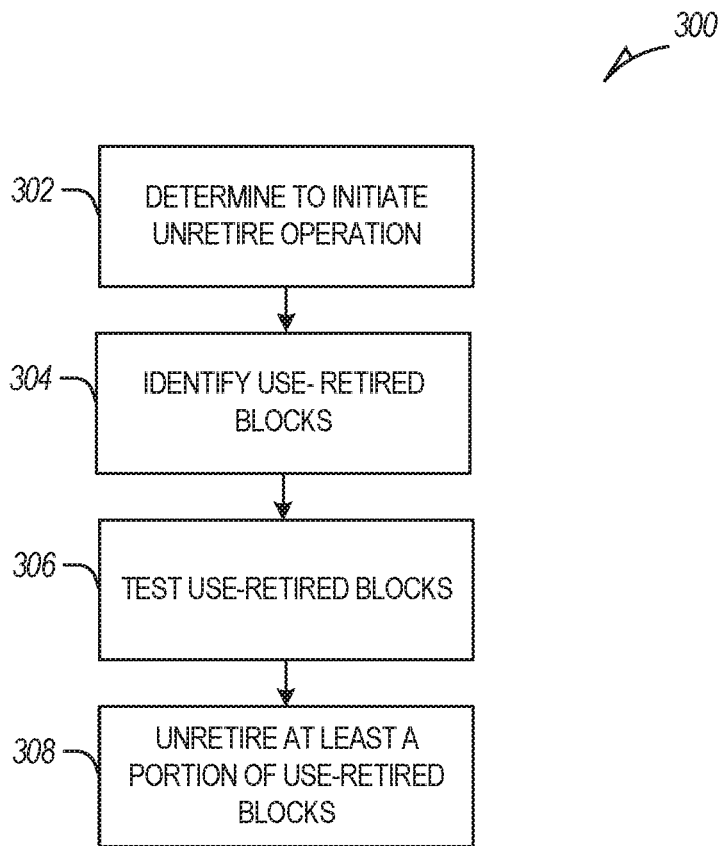 300
302
DETERMINE TO INITIATE
UNRETIRE OPERATION
304
IDENTIFY USE- RETIRED
BLOCKS
306
TEST USE-RETIRED BLOCKS
308
UNRETIRE AT LEAST A
PORTION OF USE-RETIRED
BLOCKS